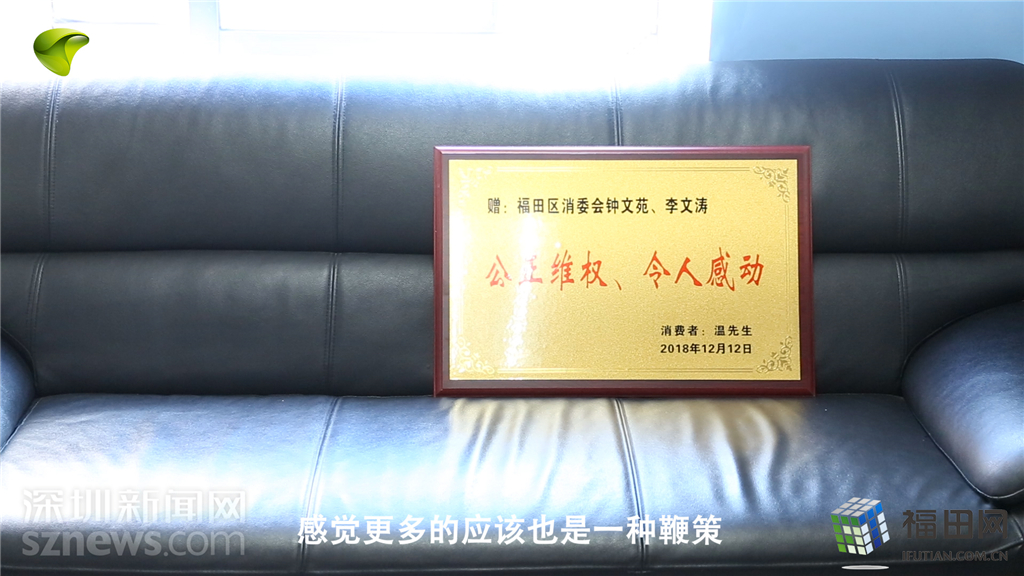 赠：福田区消委会钟文苑、李文涛
公正维权、令人感动
消费者：温先生
2018年12月12日
深圳新闻网
sznews.com
感觉更多的应该也是一种鞭策
福田网
IFUTIAN.COM.CN